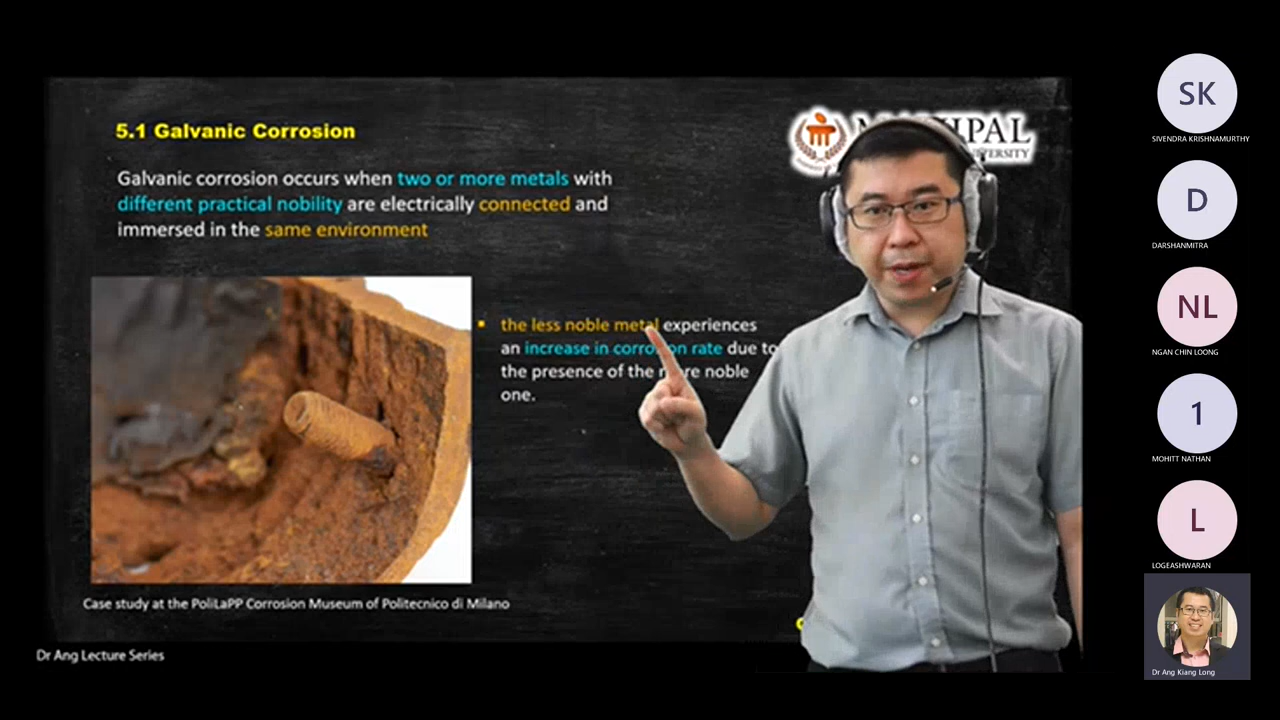 5.1 Galvanic Corrosion
Galvanic corrosion occurs when two or more metals with
different practical nobility are electrically connected and
immersed in the same environment
the less noble metal experiences
an increase in corrosion rate due to
the presence of the more noble
one.
Case study at the PoliLaPP Corrosion Museum of Politecnico di Milano
Dr Ang Lecture Series
SK
SIVENDRA KRISHNAMURTHY
D
DARSHANMITRA
NL
NGAN CHIN LOONG
1
MOHITT NATHAN
L
LOGEASHWARAN
Dr Ang Kiang Long